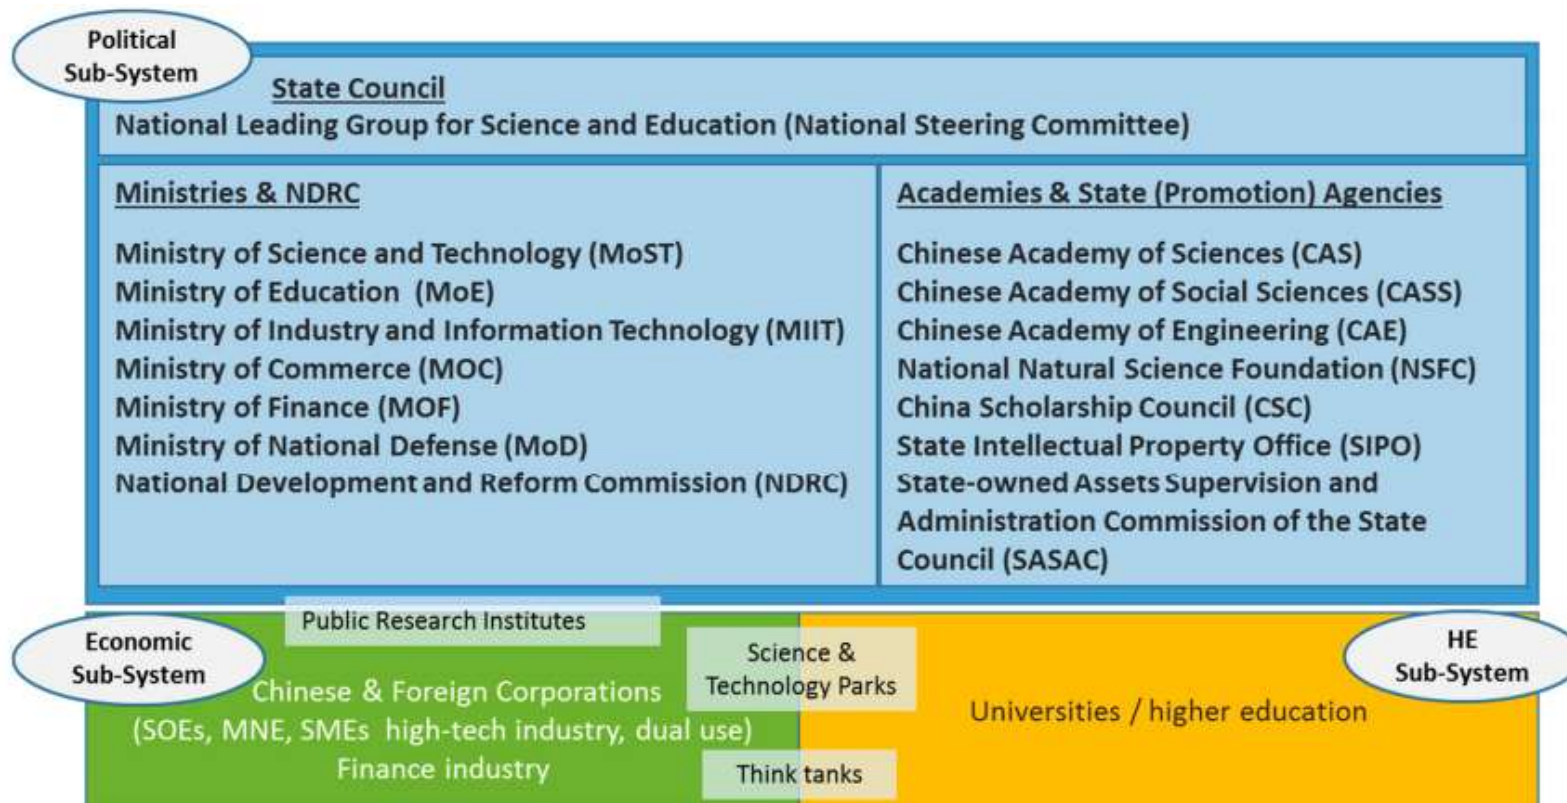 Political
Sub-System
State Council
National Leading Group for Science and Education (National Steering Committee)
Ministries & NDRC
Ministry of Science and Technology (MoST)
Ministry of Education (MoE)
Ministry of Industry and Information Technology (MIIT)
Ministry of Commerce (MOC)
Ministry of Finance (MOF)
Ministry of National Defense (MoD)
National Development and Reform Commission (NDRC)
Academies & State (Promotion) Agencies
Chinese Academy of Sciences (CAS)
Chinese Academy of Social Sciences (CASS)
Chinese Academy of Engineering (CAE)
National Natural Science Foundation (NSFC)
China Scholarship Council (CSC)
State Intellectual Property Office (SIPO)
State-owned Assets Supervision and
Administration Commission of the State
Council (SASAC)
Economic
Sub-System
Public Research Institutes
Chinese & Foreign Corporations
(SOEs, MNE, SMEs high-tech industry, dual use)
Finance industry
Science &
Technology Parks
Think tanks
HE
Sub-System
Universities / higher education